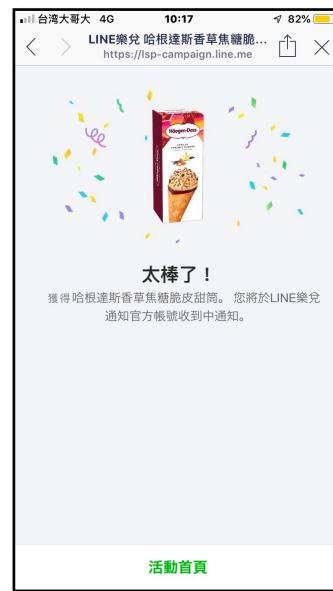 台湾大哥大 4G 10:17 82%
LINE樂兌 哈根達斯香草焦糖脆...
https://lsp-campaign.line.me
Häagen-Dazs
太棒了！
獲得哈根達斯香草焦糖脆皮甜筒。 您將於LINE樂兌
通知官方帳號收到中通知。
活動首頁